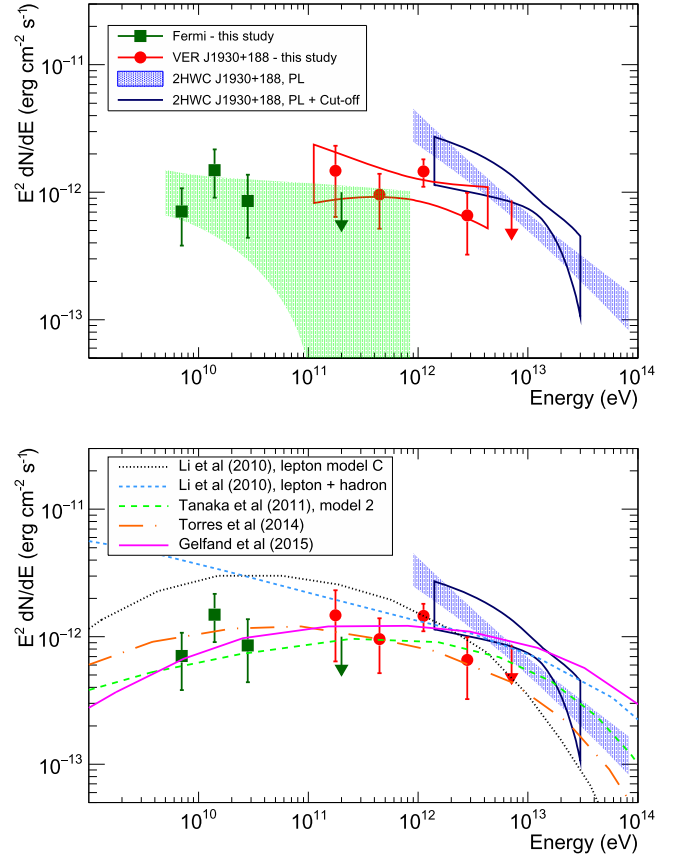 E² dN/dE (erg cm⁻² s⁻¹)
Fermi - this study
VER J1930+188 - this study
2HWC J1930+188, PL
2HWC J1930+188, PL + Cut-off
10⁻¹¹
10⁻¹²
10⁻¹³
10¹⁰ 10¹¹ 10¹² 10¹³ 10¹⁴
Energy (eV)
E² dN/dE (erg cm⁻² s⁻¹)
Li et al (2010), lepton model C
Li et al (2010), lepton + hadron
Tanaka et al (2011), model 2
Torres et al (2014)
Gelfand et al (2015)
10⁻¹¹
10⁻¹²
10⁻¹³
10¹⁰ 10¹¹ 10¹² 10¹³ 10¹⁴
Energy (eV)